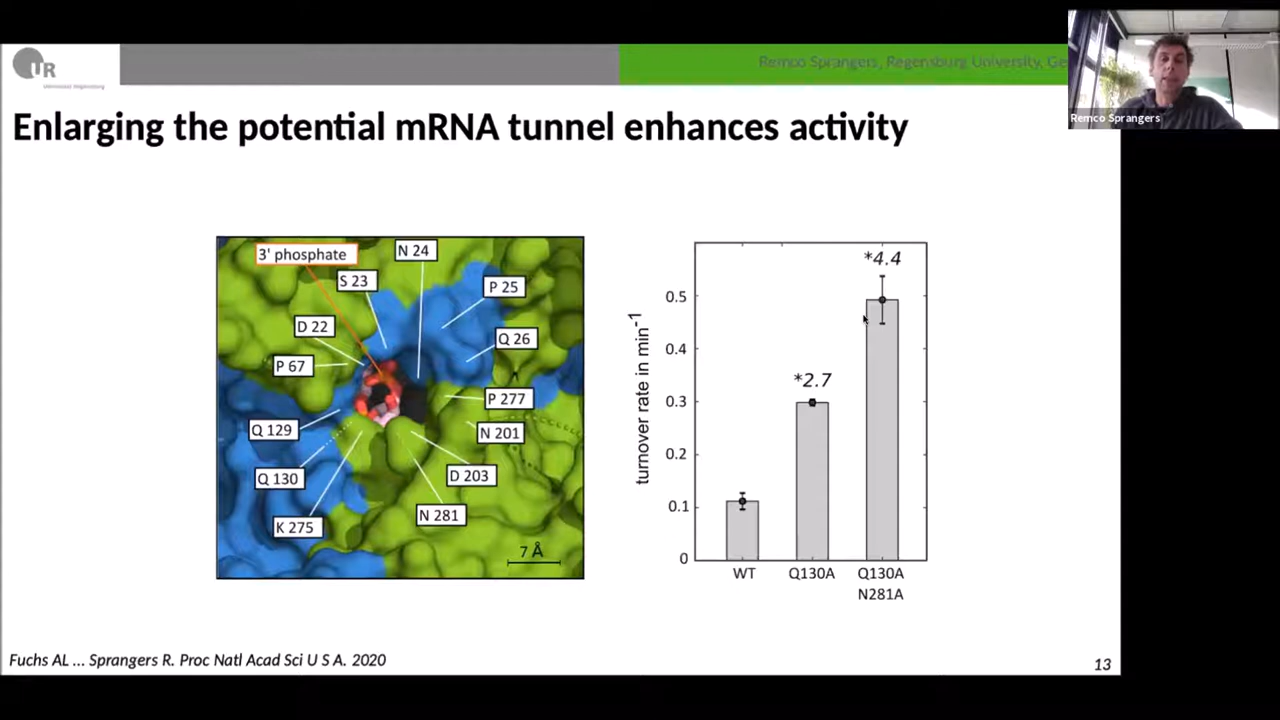 UR
Remco Sprangers, Regensburg University, Ge
Remco Sprangers
Enlarging the potential mRNA tunnel enhances activity
3' phosphate
N 24
S 23
P 25
D 22
Q 26
P 67
P 277
Q 129
N 201
Q 130
D 203
N 281
K 275
7 Å
turnover rate in min-1
0.5
0.4
0.3
0.2
0.1
0
*4.4
*2.7
WT
Q130A
Q130A
N281A
Fuchs AL ... Sprangers R. Proc Natl Acad Sci U S A. 2020
13